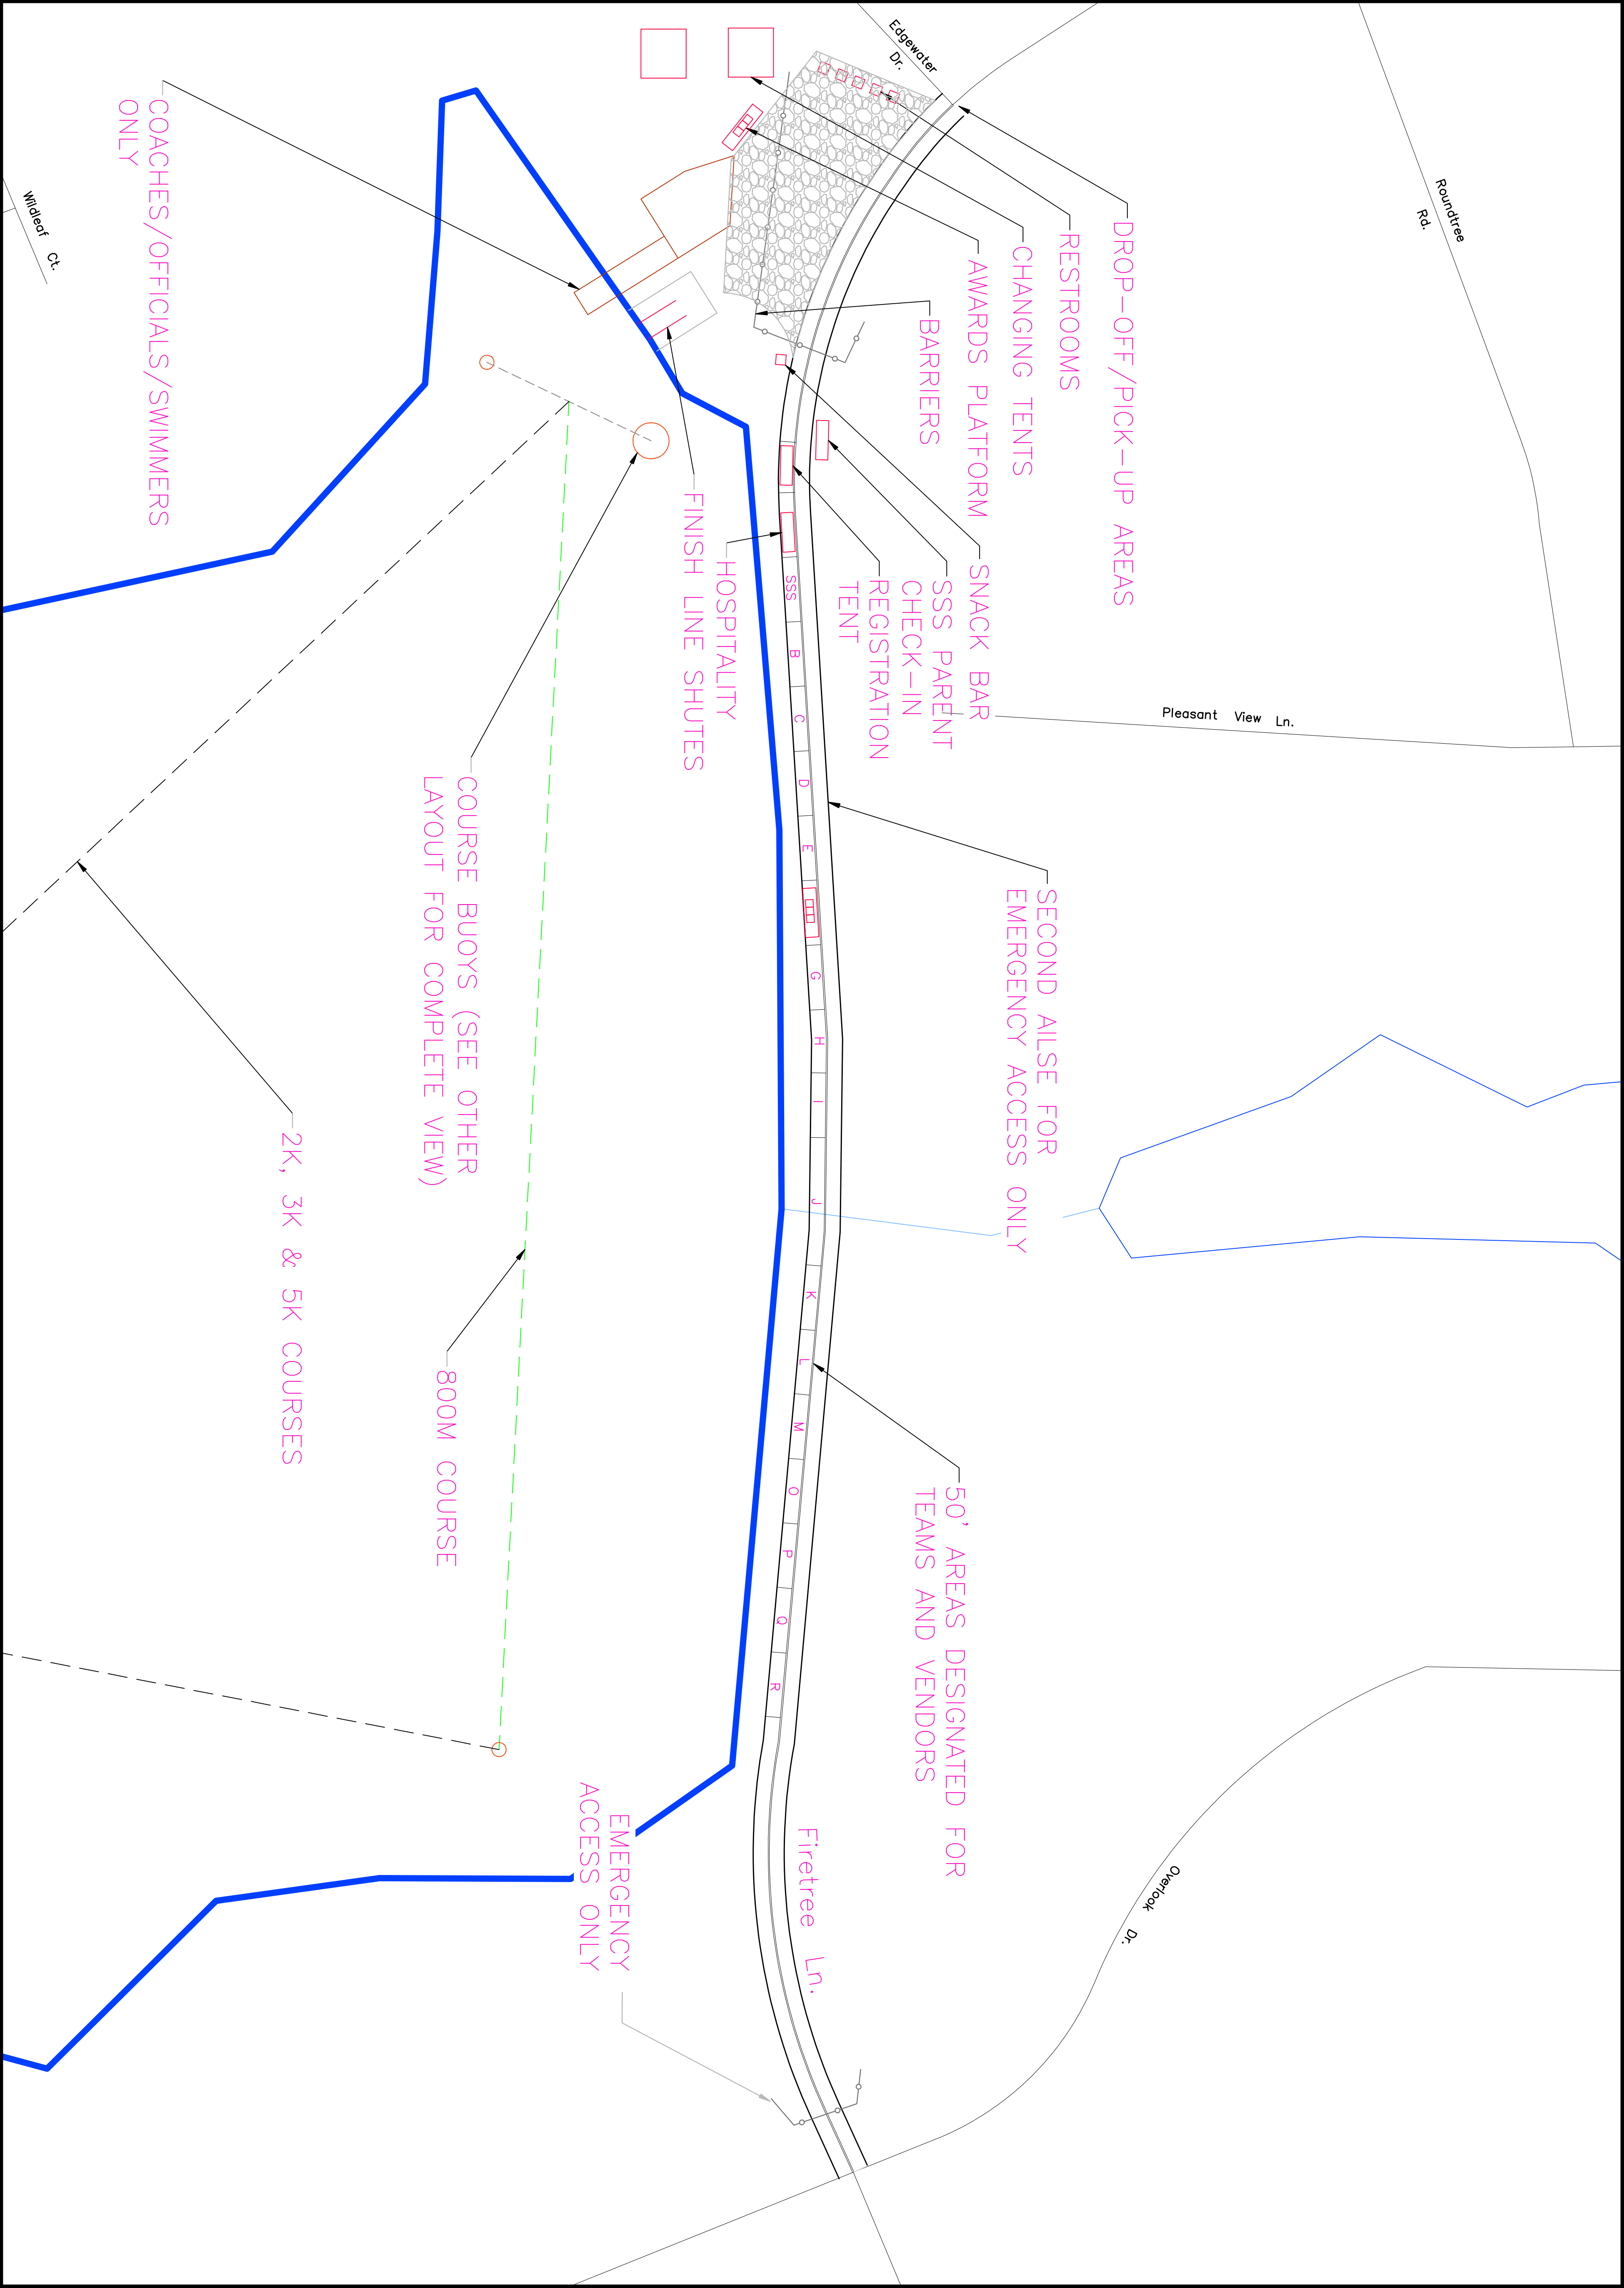 Roundtree
Rd.
Edgewater
Dr.
DROP-OFF/PICK-UP AREAS
RESTROOMS
CHANGING TENTS
AWARDS PLATFORM
BARRIERS
SNACK BAR
SSS PARENT
CHECK-IN
REGISTRATION
TENT
HOSPITALITY
FINISH LINE SHUTES
Pleasant View Ln.
SECOND AILSE FOR
EMERGENCY ACCESS ONLY
50' AREAS DESIGNATED FOR
TEAMS AND VENDORS
Overlook Dr.
Firetree Ln.
SSS B C D E G H I J K L M O P Q R
EMERGENCY
ACCESS ONLY
COURSE BUOYS (SEE OTHER
LAYOUT FOR COMPLETE VIEW)
800M COURSE
2K, 3K & 5K COURSES
COACHES/OFFICIALS/SWIMMERS
ONLY
Wildleaf Ct.